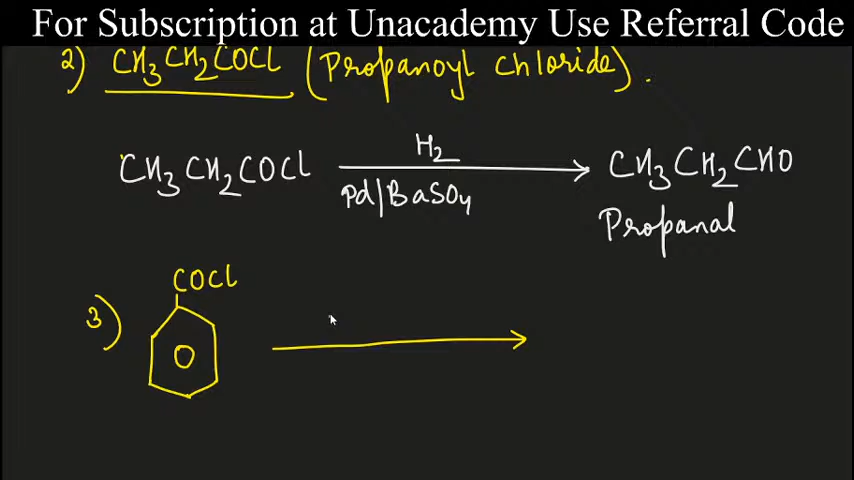 For Subscription at Unacademy Use Referral Code
2) CH3CH2COCl (Propanoyl chloride).
H2
CH3CH2COCl ⟶ CH3CH2CHO
Pd/BaSO4
Propanal
COCl
3)